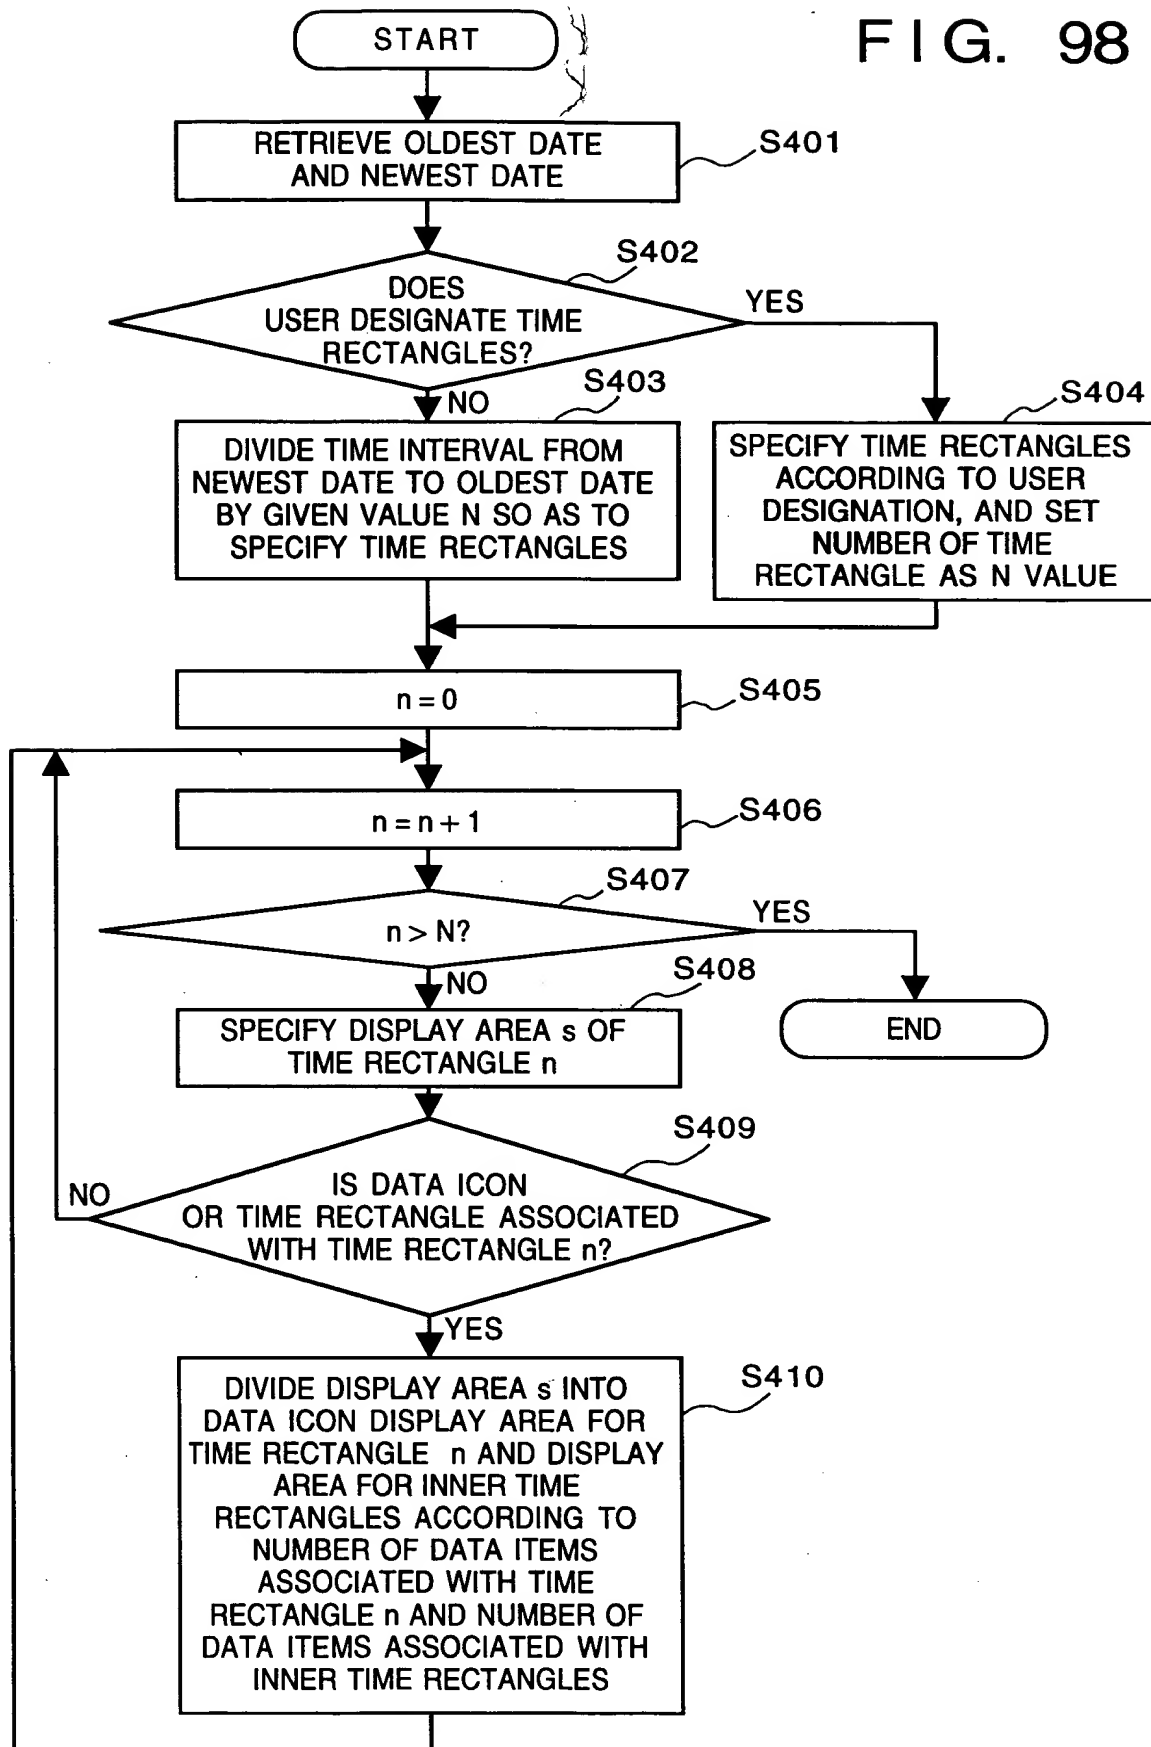 FIG. 98
START
RETRIEVE OLDEST DATE
AND NEWEST DATE
S401
S402
DOES
USER DESIGNATE TIME
RECTANGLES?
YES
NO
S403
DIVIDE TIME INTERVAL FROM
NEWEST DATE TO OLDEST DATE
BY GIVEN VALUE N SO AS TO
SPECIFY TIME RECTANGLES
S404
SPECIFY TIME RECTANGLES
ACCORDING TO USER
DESIGNATION, AND SET
NUMBER OF TIME
RECTANGLE AS N VALUE
n = 0
S405
n = n + 1
S406
S407
n > N?
YES
NO
END
S408
SPECIFY DISPLAY AREA s OF
TIME RECTANGLE n
S409
IS DATA ICON
OR TIME RECTANGLE ASSOCIATED
WITH TIME RECTANGLE n?
NO
YES
S410
DIVIDE DISPLAY AREA s INTO
DATA ICON DISPLAY AREA FOR
TIME RECTANGLE n AND DISPLAY
AREA FOR INNER TIME
RECTANGLES ACCORDING TO
NUMBER OF DATA ITEMS
ASSOCIATED WITH TIME
RECTANGLE n AND NUMBER OF
DATA ITEMS ASSOCIATED WITH
INNER TIME RECTANGLES